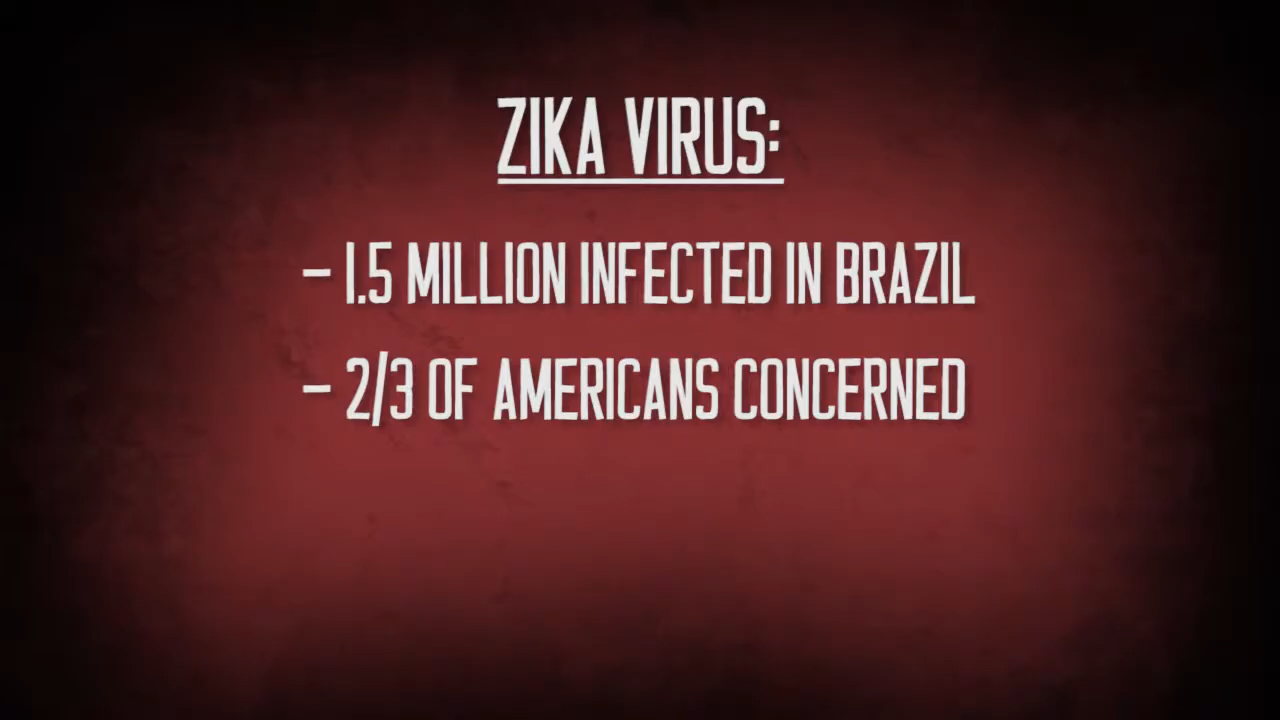 ZIKA VIRUS:
– 1.5 MILLION INFECTED IN BRAZIL
– 2/3 OF AMERICANS CONCERNED